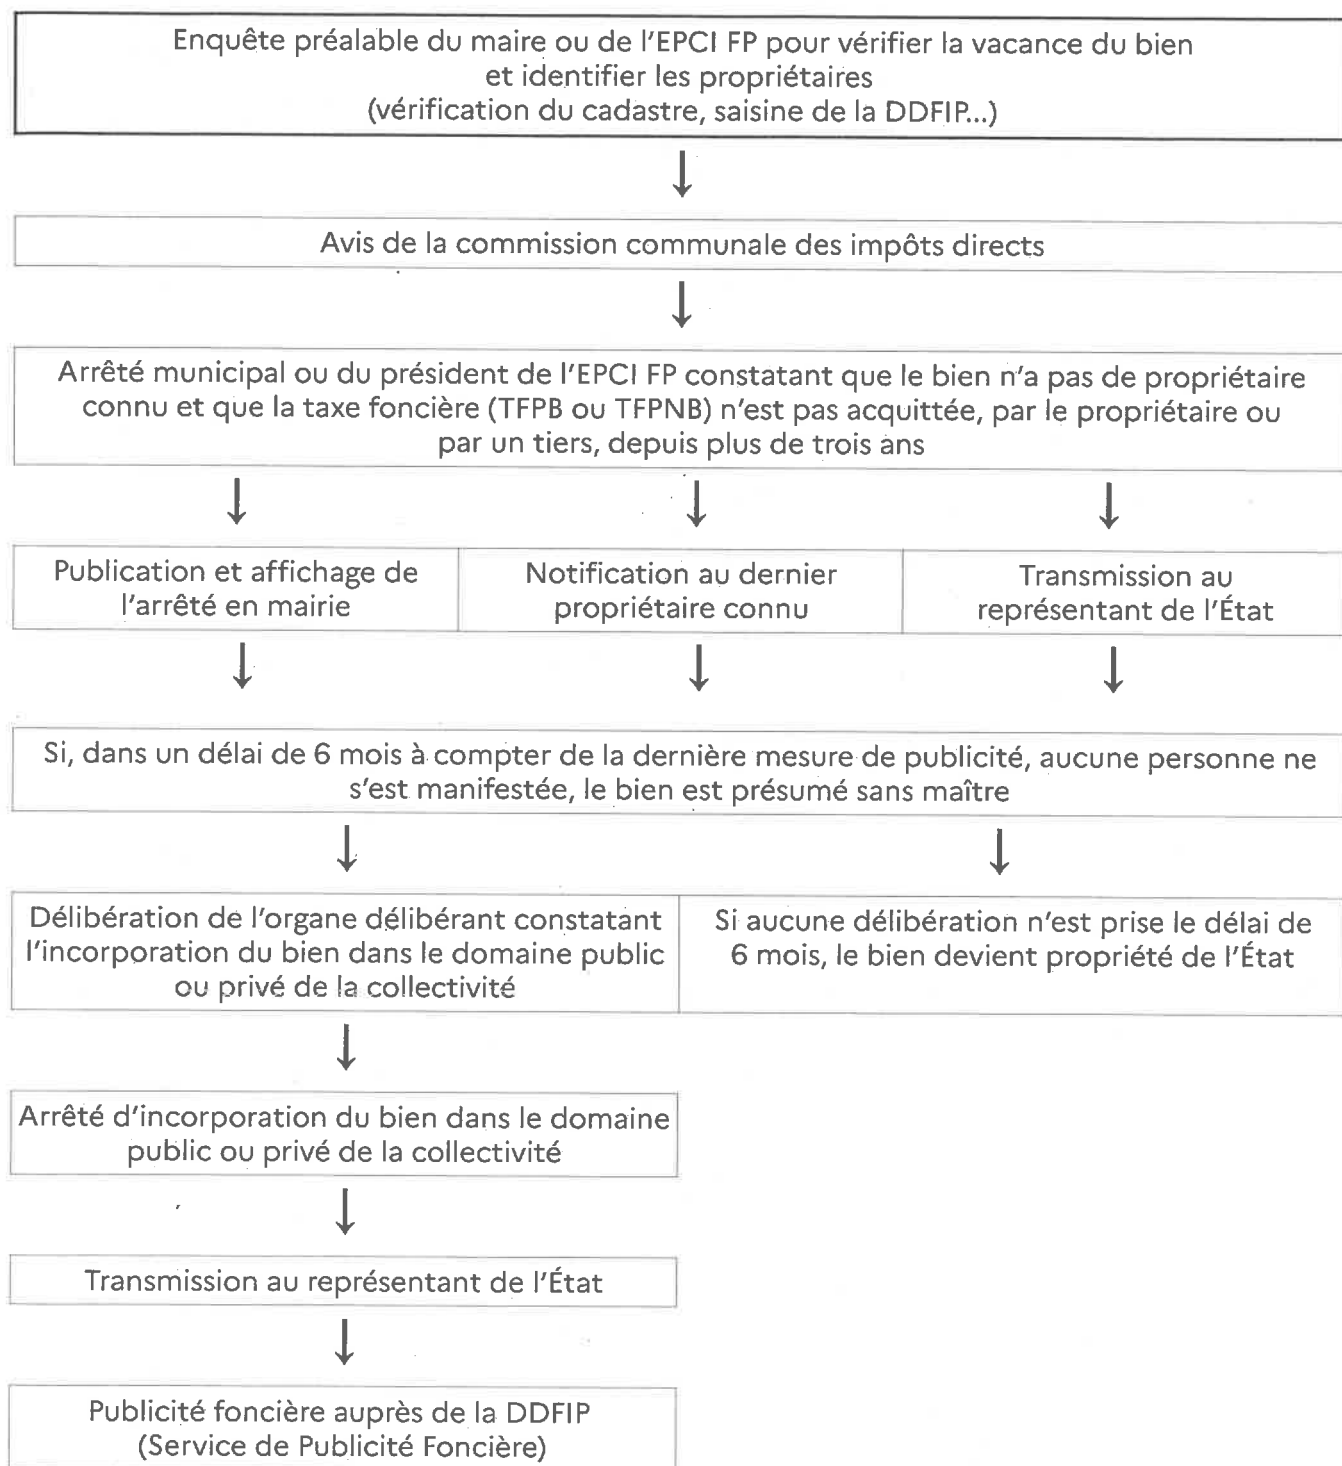 Enquête préalable du maire ou de l'EPCI FP pour vérifier la vacance du bien
et identifier les propriétaires
(vérification du cadastre, saisine de la DDFIP...)
Avis de la commission communale des impôts directs
Arrêté municipal ou du président de l'EPCI FP constatant que le bien n'a pas de propriétaire
connu et que la taxe foncière (TFPB ou TFPNB) n'est pas acquittée, par le propriétaire ou
par un tiers, depuis plus de trois ans
Publication et affichage de
l'arrêté en mairie
Notification au dernier
propriétaire connu
Transmission au
représentant de l'État
Si, dans un délai de 6 mois à compter de la dernière mesure de publicité, aucune personne ne
s'est manifestée, le bien est présumé sans maître
Délibération de l'organe délibérant constatant
l'incorporation du bien dans le domaine public
ou privé de la collectivité
Si aucune délibération n'est prise le délai de
6 mois, le bien devient propriété de l'État
Arrêté d'incorporation du bien dans le domaine
public ou privé de la collectivité
Transmission au représentant de l'État
Publicité foncière auprès de la DDFIP
(Service de Publicité Foncière)